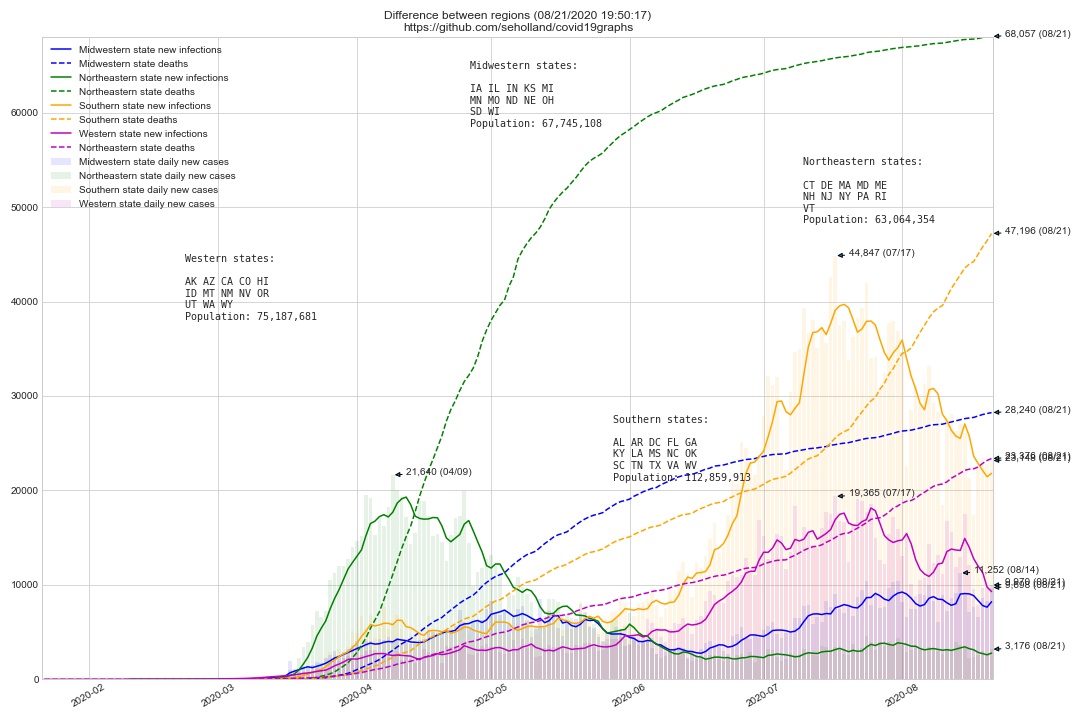 Difference between regions (08/21/2020 19:50:17)
https://github.com/seholland/covid19graphs
Midwestern state new infections
Midwestern state deaths
Northeastern state new infections
Northeastern state deaths
Southern state new infections
Southern state deaths
Western state new infections
Northeastern state deaths
Midwestern state daily new cases
Northeastern state daily new cases
Southern state daily new cases
Western state daily new cases
Midwestern states:
IA IL IN KS MI
MN MO ND NE OH
SD WI
Population: 67,745,108
Northeastern states:
CT DE MA MD ME
NH NJ NY PA RI
VT
Population: 63,064,354
Western states:
AK AZ CA CO HI
ID MT NM NV OR
UT WA WY
Population: 75,187,681
Southern states:
AL AR DC FL GA
KY LA MS NC OK
SC TN TX VA WV
Population: 112,859,913
68,057 (08/21)
47,196 (08/21)
44,847 (07/17)
28,240 (08/21)
(08/21)
(08/21)
21,640 (04/09)
19,365 (07/17)
11,252 (08/14)
(08/21)
(08/21)
3,176 (08/21)
60000
50000
40000
30000
20000
10000
0
2020-02
2020-03
2020-04
2020-05
2020-06
2020-07
2020-08